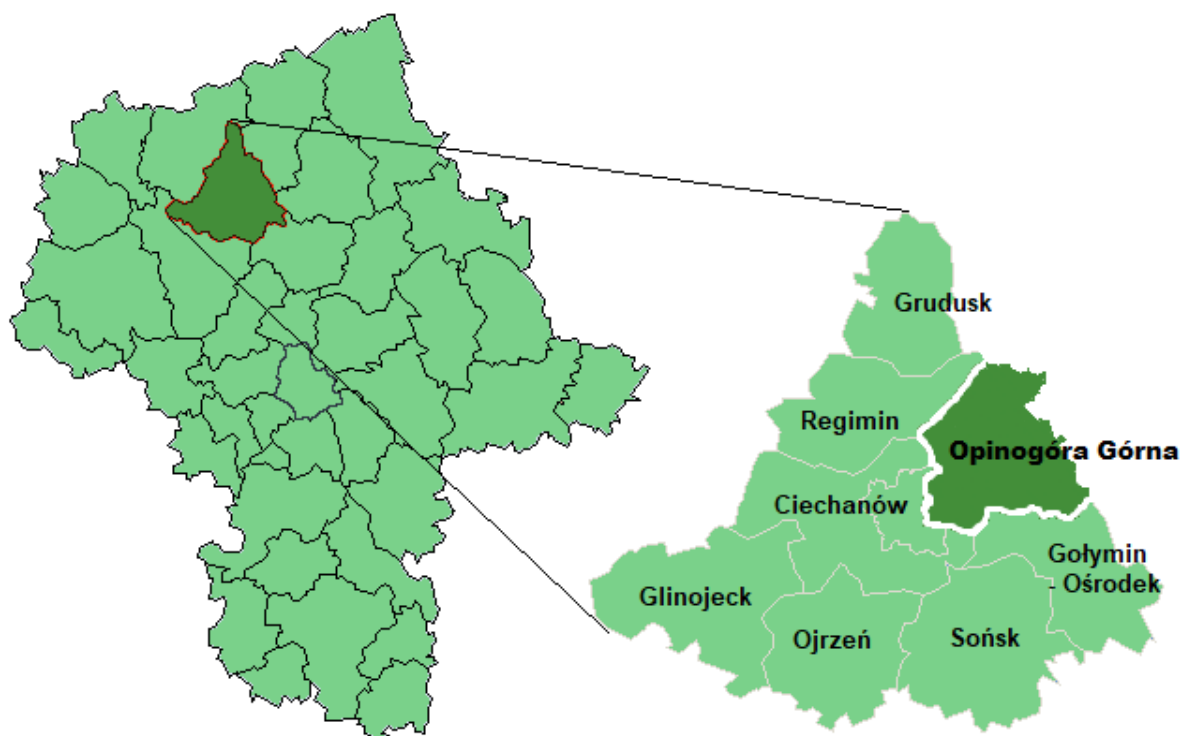 Grudusk
Regimin
Opinogóra Górna
Ciechanów
Gołymin
- Ośrodek
Glinojeck
Ojrzeń
Sońsk